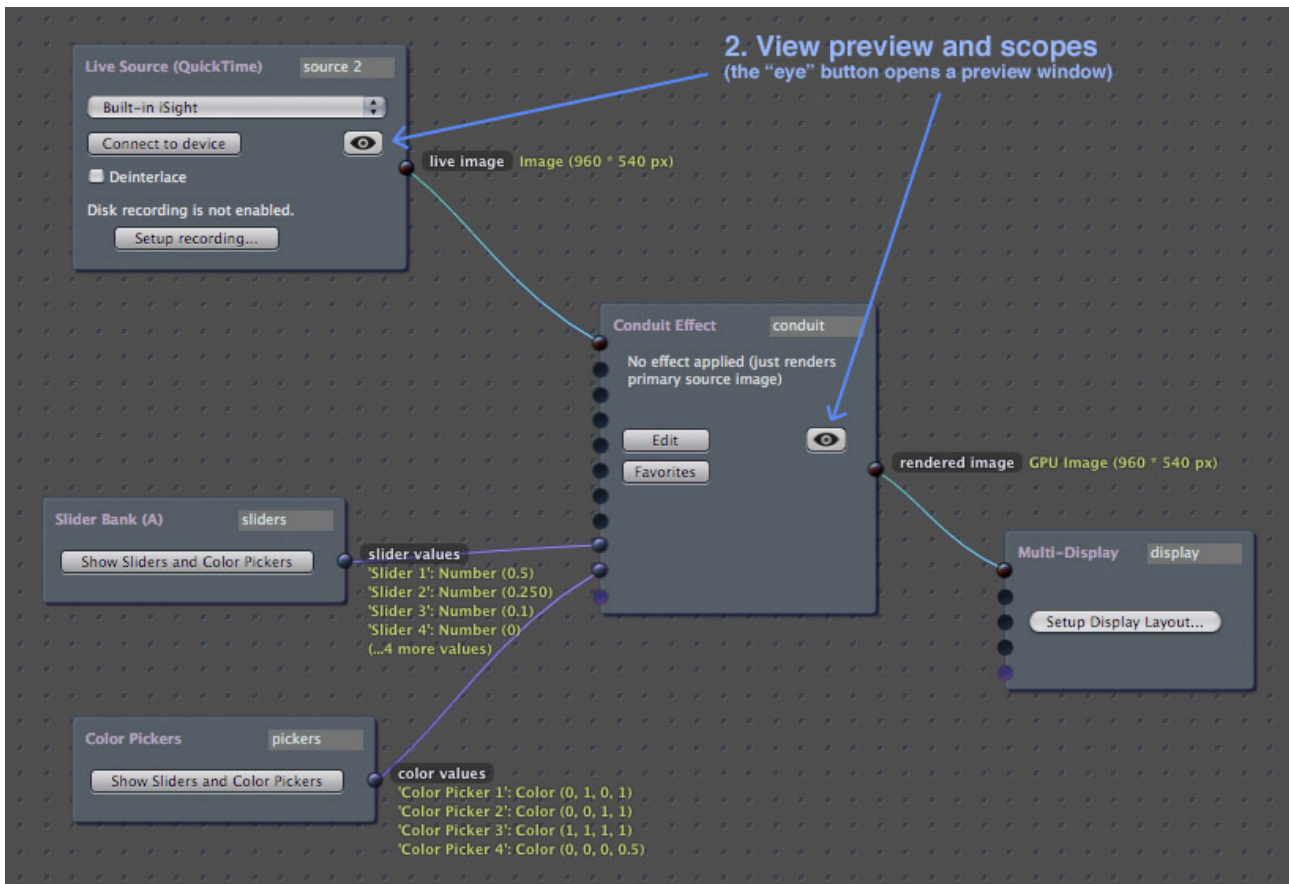 2. View preview and scopes
(the “eye” button opens a preview window)
Live Source (QuickTime) source 2
Built-in iSight
Connect to device
Deinterlace
Disk recording is not enabled.
Setup recording...
live image Image (960 * 540 px)
Conduit Effect conduit
No effect applied (just renders
primary source image)
Edit
Favorites
rendered image GPU Image (960 * 540 px)
Slider Bank (A) sliders
Show Sliders and Color Pickers
slider values
'Slider 1': Number (0.5)
'Slider 2': Number (0.250)
'Slider 3': Number (0.1)
'Slider 4': Number (0)
(...4 more values)
Multi-Display display
Setup Display Layout...
Color Pickers pickers
Show Sliders and Color Pickers
color values
'Color Picker 1': Color (0, 1, 0, 1)
'Color Picker 2': Color (0, 0, 1, 1)
'Color Picker 3': Color (1, 1, 1, 1)
'Color Picker 4': Color (0, 0, 0, 0.5)